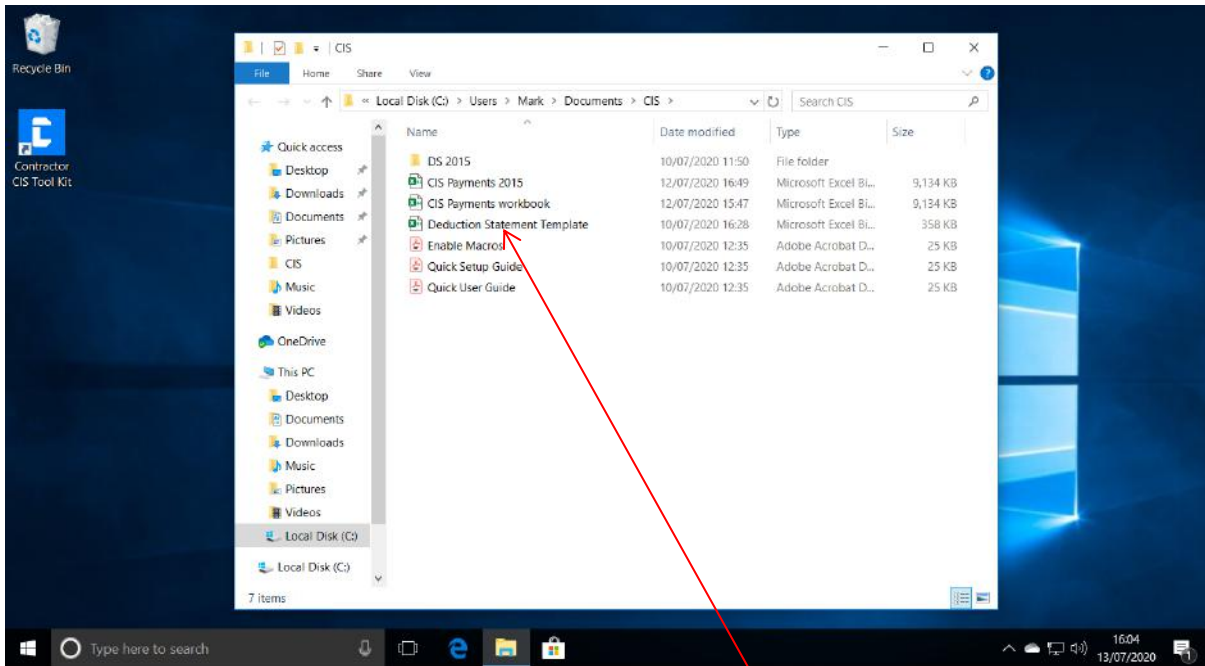 Recycle Bin
Contractor
CIS Tool Kit
CIS
File Home Share View
« Local Disk (C:) > Users > Mark > Documents > CIS >
Search CIS
Quick access
Desktop
Downloads
Documents
Pictures
CIS
Music
Videos
OneDrive
This PC
Desktop
Documents
Downloads
Music
Pictures
Videos
Local Disk (C:)
Local Disk (C:)
Name Date modified Type Size
DS 2015 10/07/2020 11:50 File folder
CIS Payments 2015 12/07/2020 16:49 Microsoft Excel Bi... 9,134 KB
CIS Payments workbook 12/07/2020 15:47 Microsoft Excel Bi... 9,134 KB
Deduction Statement Template 10/07/2020 16:28 Microsoft Excel Bi... 358 KB
Enable Macros 10/07/2020 12:35 Adobe Acrobat D... 25 KB
Quick Setup Guide 10/07/2020 12:35 Adobe Acrobat D... 25 KB
Quick User Guide 10/07/2020 12:35 Adobe Acrobat D... 25 KB
7 items
Type here to search
16:04
13/07/2020
1